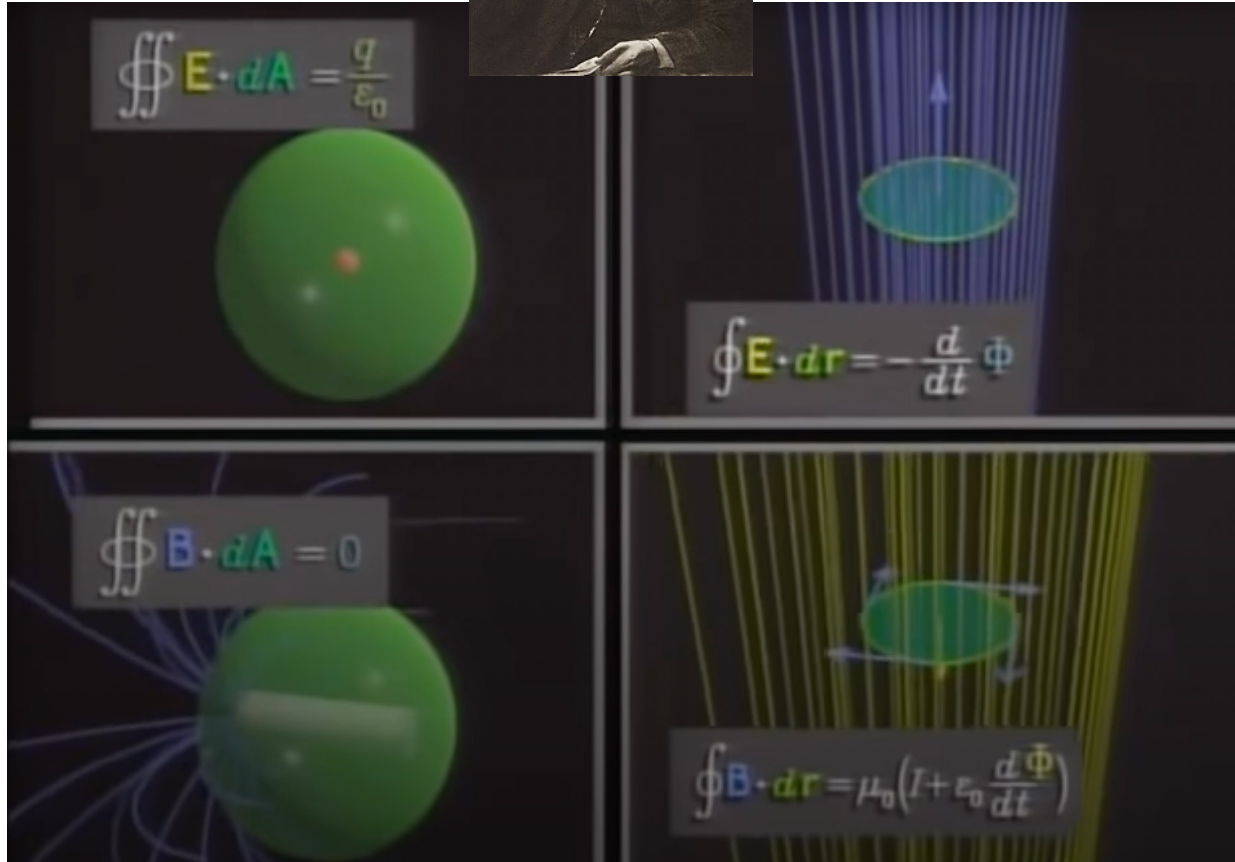 ∯ E · dA = q/ε₀
∮ E · dr = − d/dt Φ
∯ B · dA = 0
∮ B · dr = μ₀(I + ε₀ dΦ/dt)